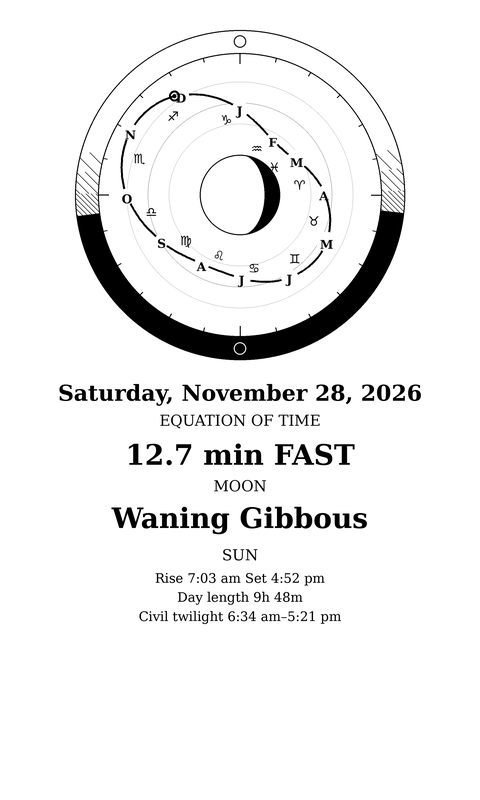 D
J
♑
♐
N
F
♒
M
♏
♓
♈
A
O
♎
♉
S
♍
M
♌
♊
A
♋
J
J
Saturday, November 28, 2026
EQUATION OF TIME
12.7 min FAST
MOON
Waning Gibbous
SUN
Rise 7:03 am Set 4:52 pm
Day length 9h 48m
Civil twilight 6:34 am–5:21 pm